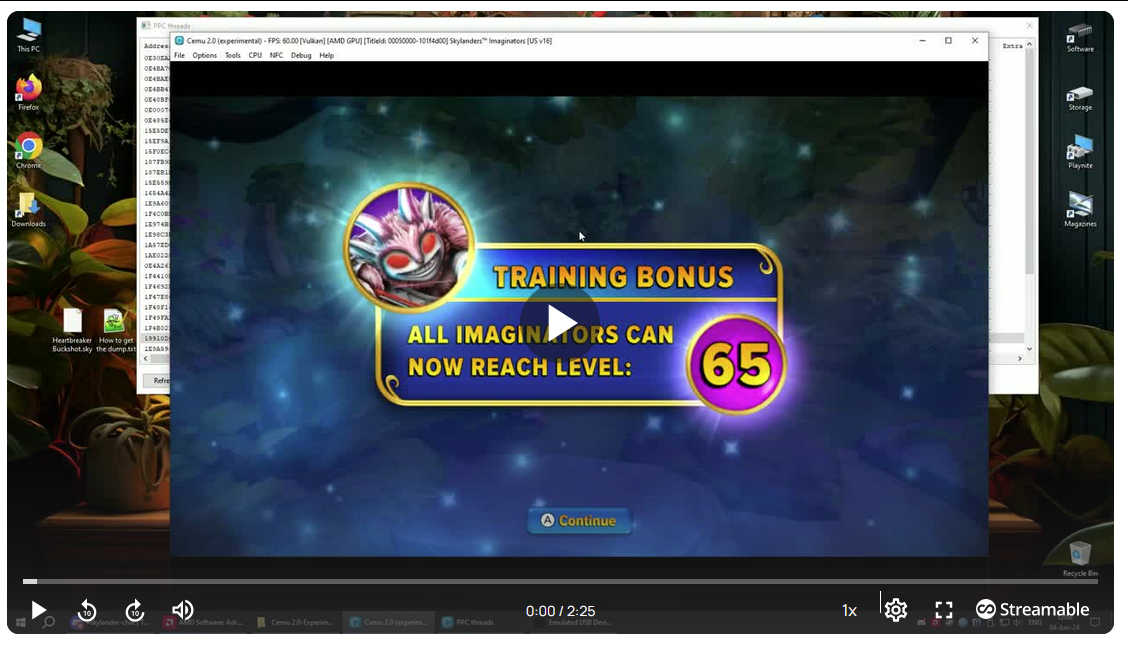 PPC threads
Cemu 2.0 (experimental) - FPS: 60.00 [Vulkan] [AMD GPU] [TitleId: 00050000-101f4d00] Skylanders™ Imaginators [US v16]
File Options Tools CPU NFC Debug Help
Extra
This PC
Firefox
Chrome
Downloads
Heartbreaker Buckshot.sky
How to get the dump.txt
Software
Storage
Playnite
Magazines
Recycle Bin
TRAINING BONUS
ALL IMAGINATORS CAN
NOW REACH LEVEL:
65
A Continue
Refre
10
10
0:00 / 2:25
1x
Streamable
AMD Software: Adr...
Cemu 2.0-Experim...
Cemu 2.0 (experim...
PPC threads
Emulated USB Devi...
ENG
04-Jun-24